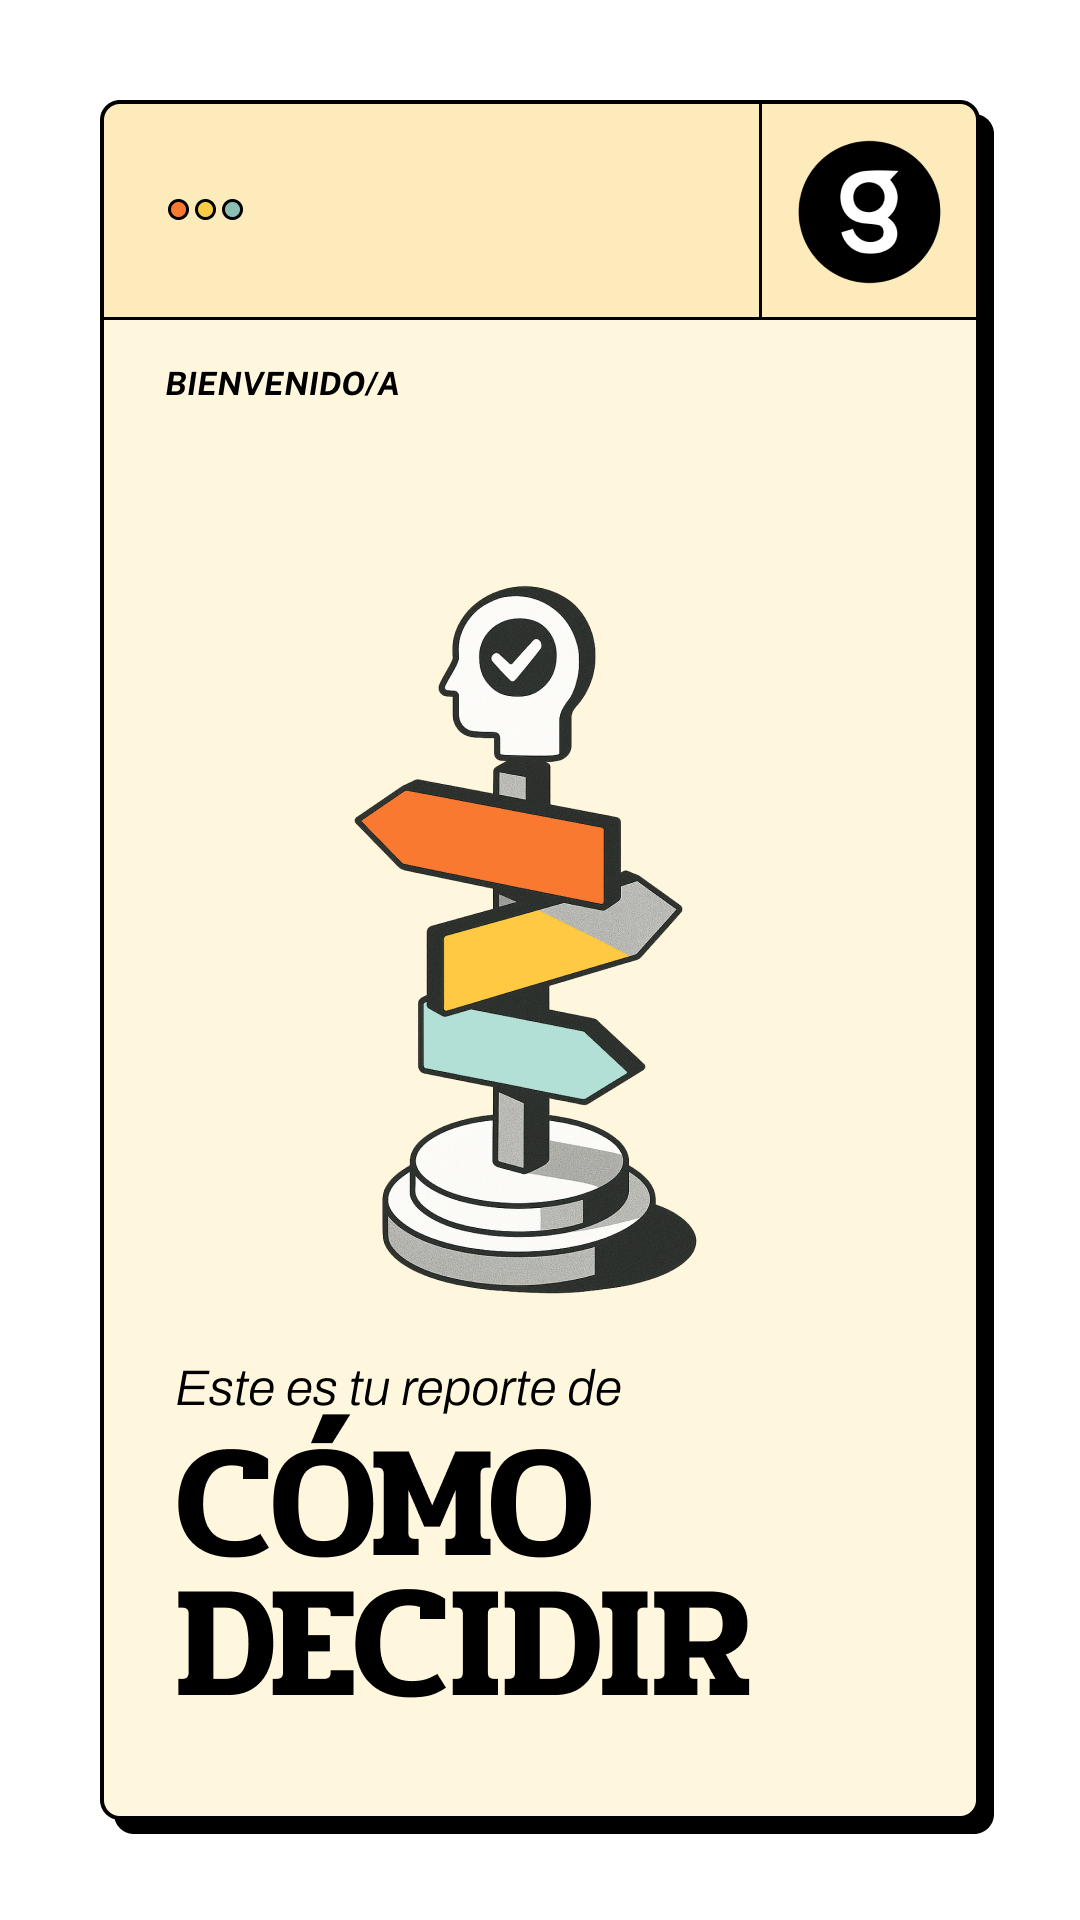 g
BIENVENIDO/A
Este es tu reporte de
CÓMO
DECIDIR